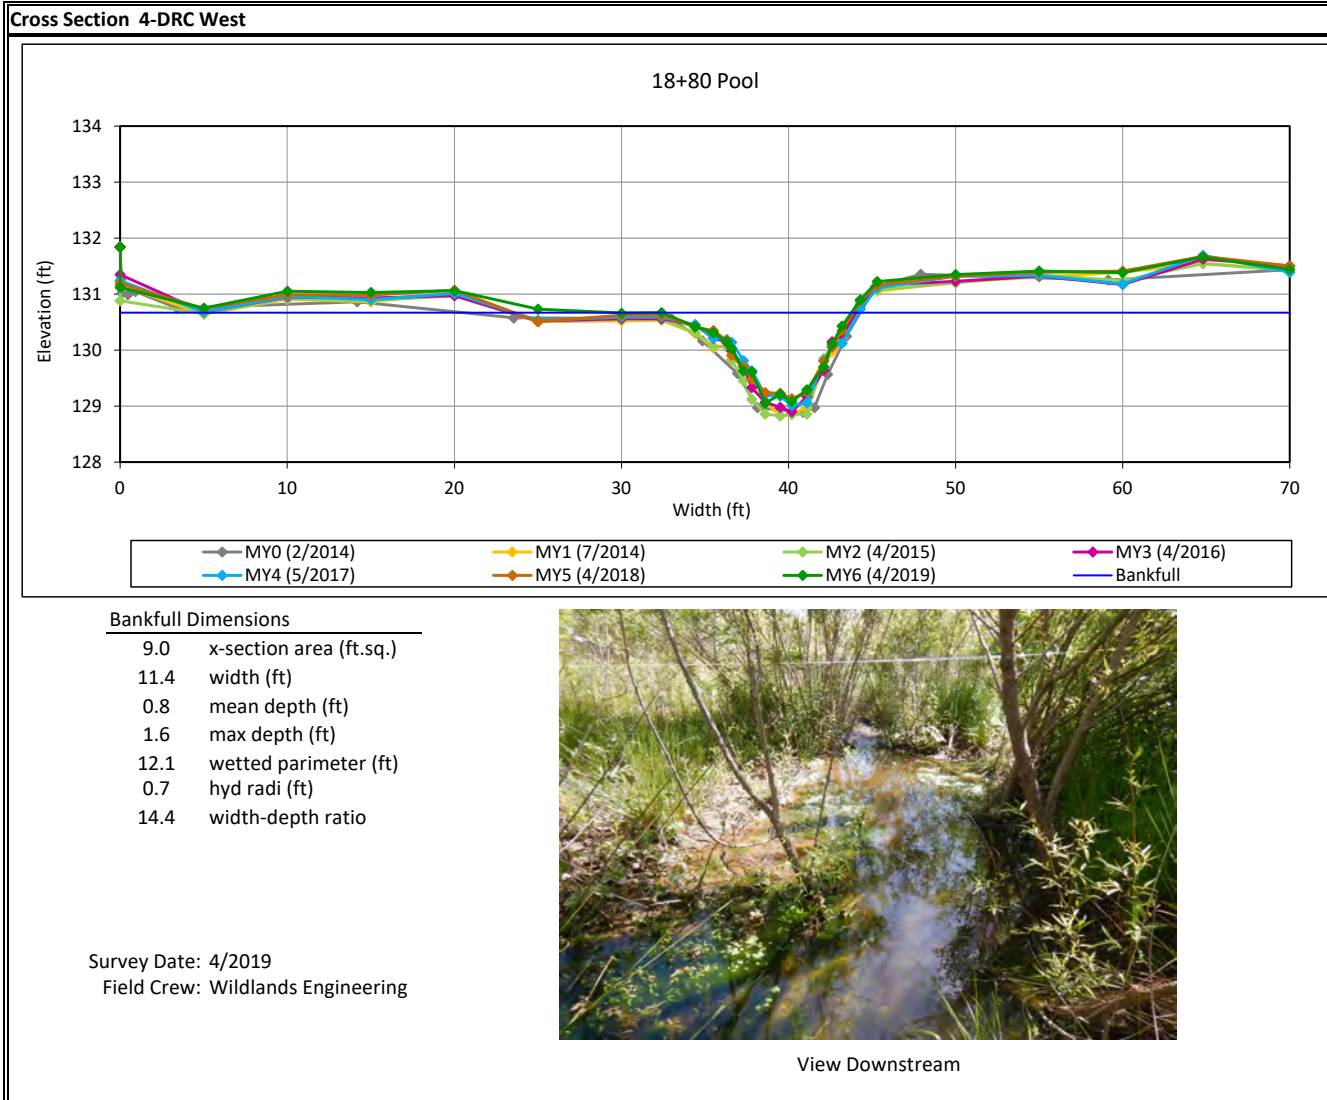 Cross Section 4-DRC West
18+80 Pool
134
133
132
131
130
129
128
Elevation (ft)
0 10 20 30 40 50 60 70
Width (ft)
MY0 (2/2014) MY1 (7/2014) MY2 (4/2015) MY3 (4/2016)
MY4 (5/2017) MY5 (4/2018) MY6 (4/2019) Bankfull
Bankfull Dimensions
9.0 x-section area (ft.sq.)
11.4 width (ft)
0.8 mean depth (ft)
1.6 max depth (ft)
12.1 wetted parimeter (ft)
0.7 hyd radi (ft)
14.4 width-depth ratio
Survey Date: 4/2019
Field Crew: Wildlands Engineering
View Downstream